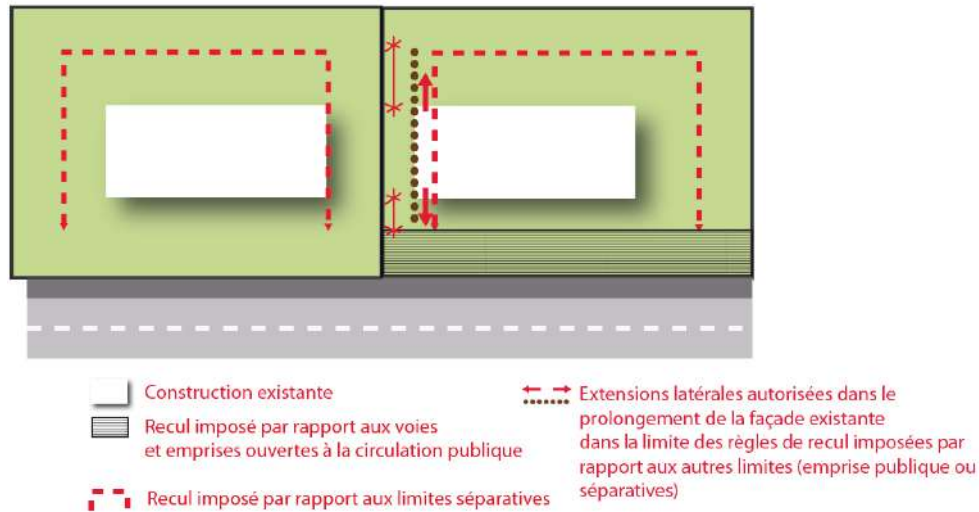 Construction existante
Recul imposé par rapport aux voies
et emprises ouvertes à la circulation publique
Recul imposé par rapport aux limites séparatives
Extensions latérales autorisées dans le
prolongement de la façade existante
dans la limite des règles de recul imposées par
rapport aux autres limites (emprise publique ou
séparatives)